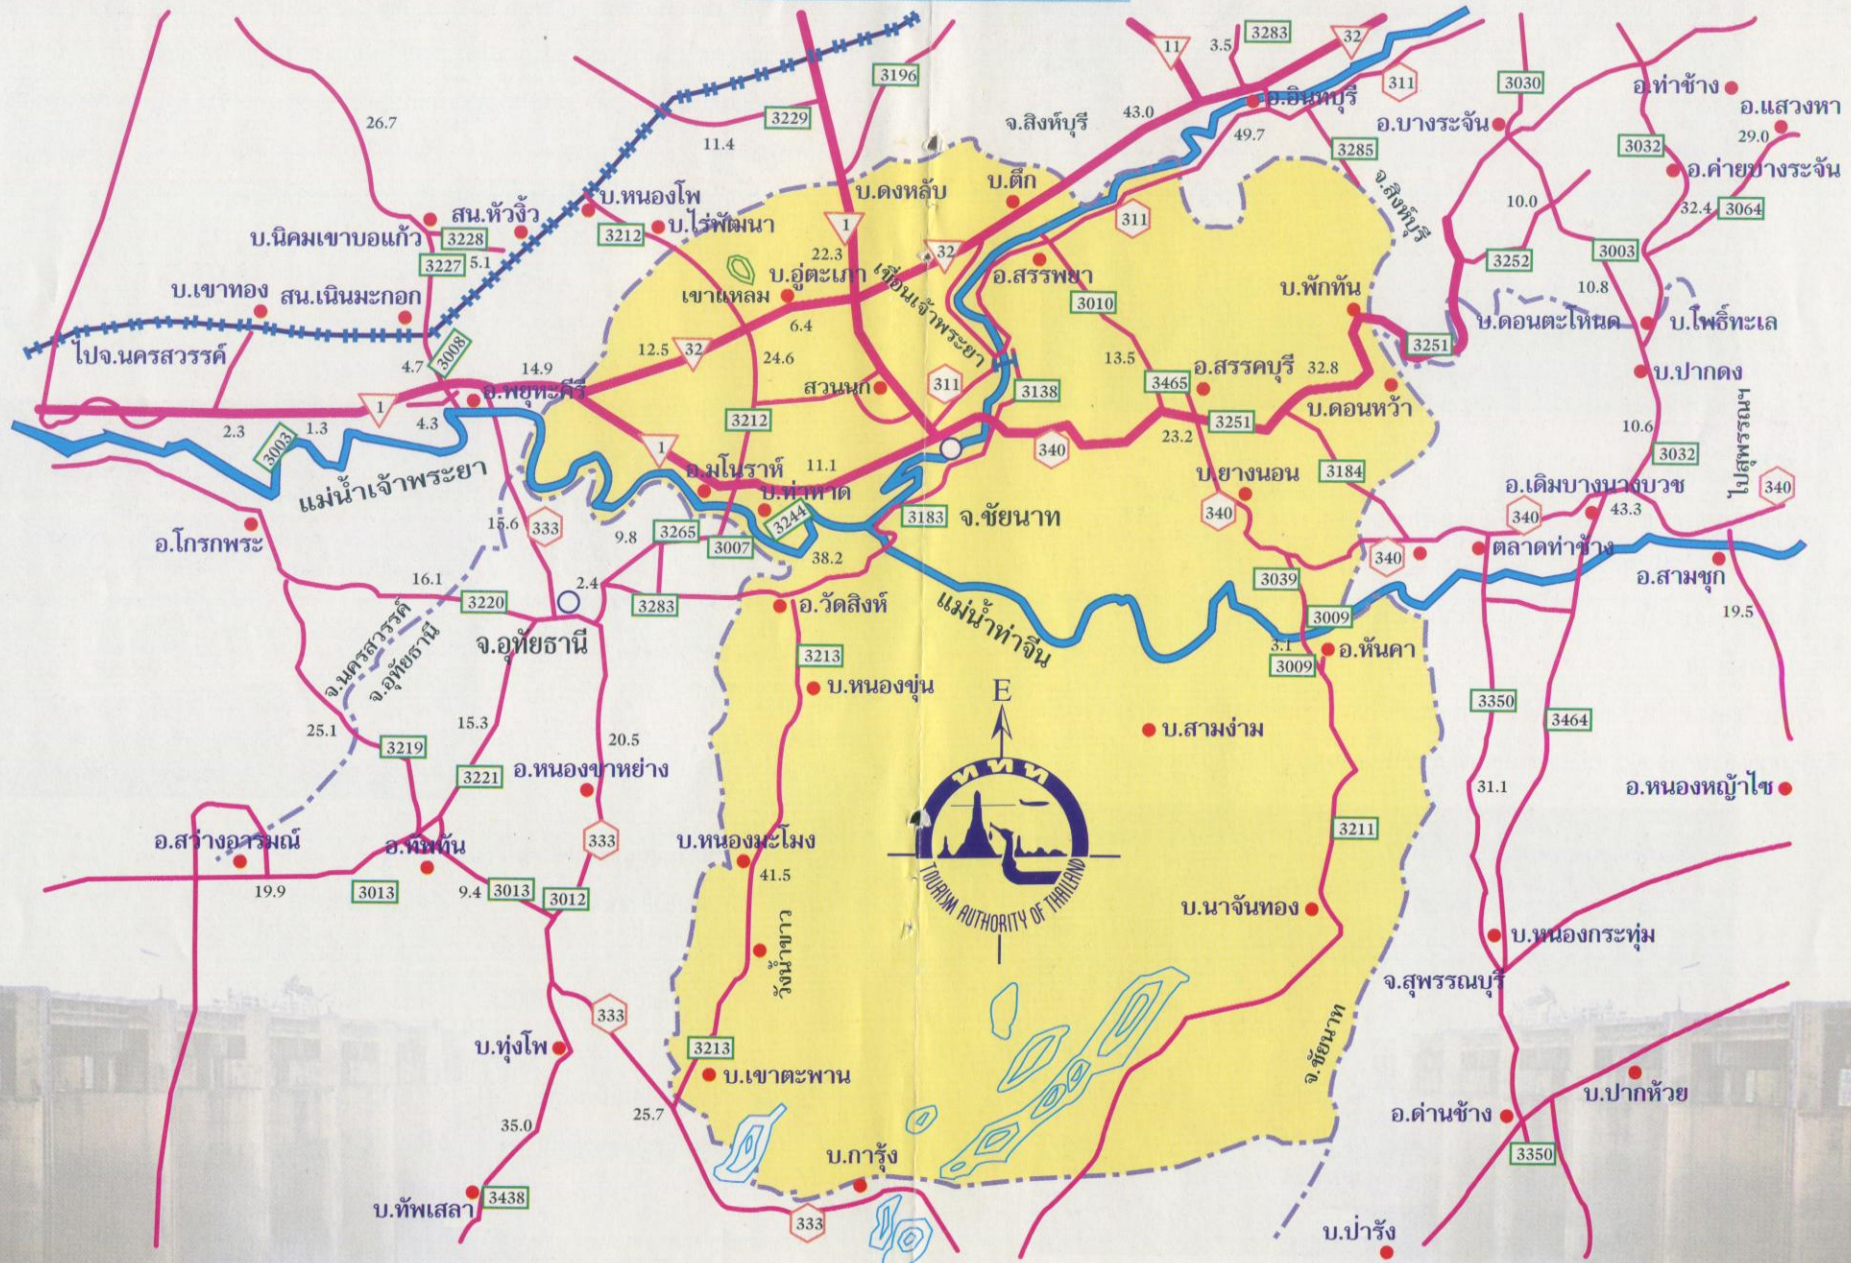 11
3.5
3283
32
3196
311
3030
อ.ท่าช้าง
อ.แสวงหา
29.0
26.7
11.4
3229
จ.สิงห์บุรี
43.0
อ.อินทบุรี
49.7
3285
อ.บางระจัน
3032
อ.ค่ายบางระจัน
สน.หัวงิ้ว
บ.หนองโพ
บ.ดงหลับ
บ.ตึก
จ.สิงห์บุรี
10.0
32.4
3064
บ.นิคมเขาบอแก้ว
3228
3212
บ.ไร่พัฒนา
1
311
3227
5.1
22.3
32
3252
3003
บ.เขาทอง
สน.เนินมะกอก
เขาแหลม
บ.อู่ตะเภา
เขื่อนเจ้าพระยา
อ.สรรพยา
3010
บ.พักทัน
10.8
บ.ดอนตะโหนด
บ.โพธิ์ทะเล
ไปจ.นครสวรรค์
6.4
4.7
3008
14.9
12.5
32
24.6
สวนนก
311
3138
13.5
3465
อ.สรรคบุรี
32.8
3251
บ.ปากดง
อ.พยุหะคีรี
1
2.3
3003
1.3
4.3
3212
1
340
23.2
3251
บ.ดอนหว้า
10.6
3032
ไปสุพรรณฯ
แม่น้ำเจ้าพระยา
อ.มโนราห์
11.1
บ.ท่าหาด
3184
บ.ยางนอน
อ.เดิมบางนางบวช
340
อ.โกรกพระ
15.6
333
9.8
3265
3007
3244
3183
จ.ชัยนาท
340
340
43.3
38.2
340
ตลาดท่าช้าง
อ.สามชุก
16.1
3220
2.4
3283
อ.วัดสิงห์
แม่น้ำท่าจีน
3039
3009
19.5
จ.นครสวรรค์
จ.อุทัยธานี
จ.อุทัยธานี
3213
3.1
3009
อ.หันคา
บ.หนองขุ่น
E
25.1
3219
15.3
20.5
บ.สามง่าม
3350
3464
3221
อ.หนองขาหย่าง
ททท
31.1
อ.หนองหญ้าไซ
อ.สว่างอารมณ์
อ.ทัพทัน
333
บ.หนองมะโมง
3211
19.9
3013
9.4
3013
3012
41.5
TOURISM AUTHORITY OF THAILAND
บ.นาจันทอง
วังน้ำขาว
บ.หนองกระทุ่ม
จ.สุพรรณบุรี
333
บ.ทุ่งโพ
3213
บ.เขาตะพาน
จ.ชัยนาท
บ.ปากห้วย
35.0
25.7
อ.ด่านช้าง
บ.การุ้ง
3350
บ.ทัพเสลา
3438
333
บ.ป่ารัง